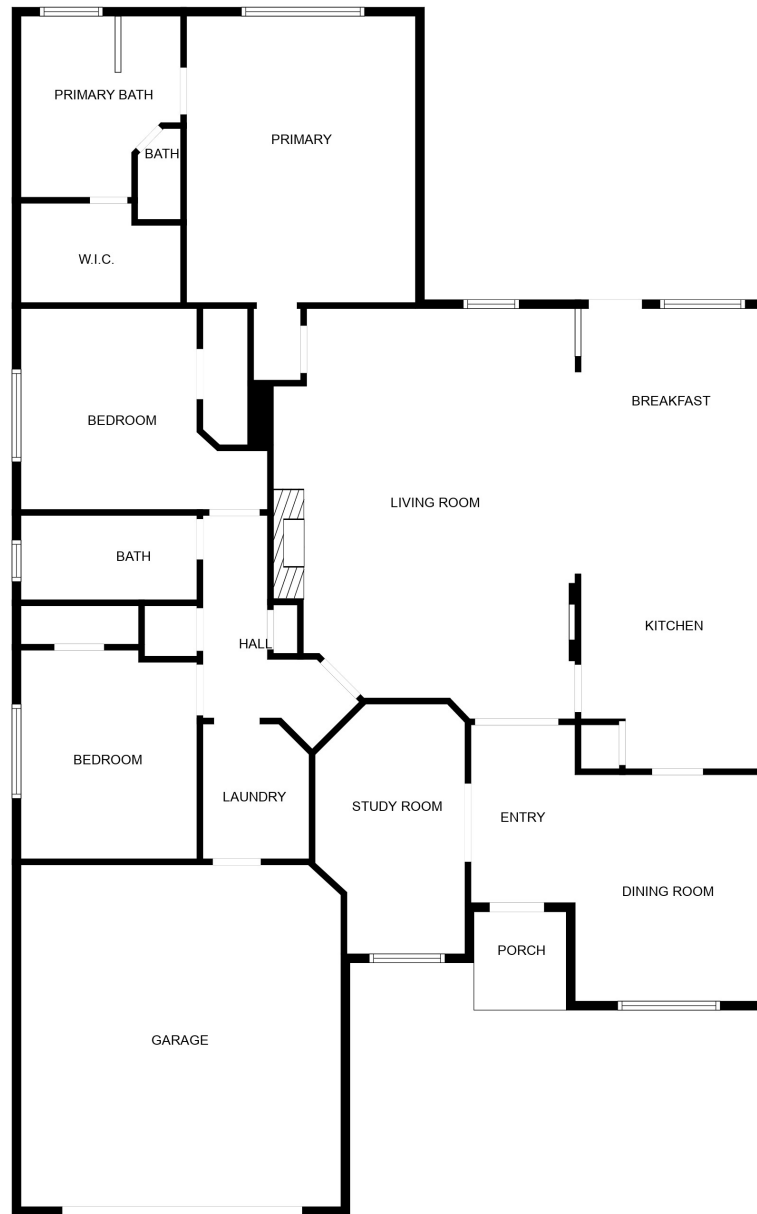 PRIMARY BATH
BATH
PRIMARY
W.I.C.
BEDROOM
BREAKFAST
LIVING ROOM
BATH
HALL
KITCHEN
BEDROOM
LAUNDRY
STUDY ROOM
ENTRY
DINING ROOM
PORCH
GARAGE